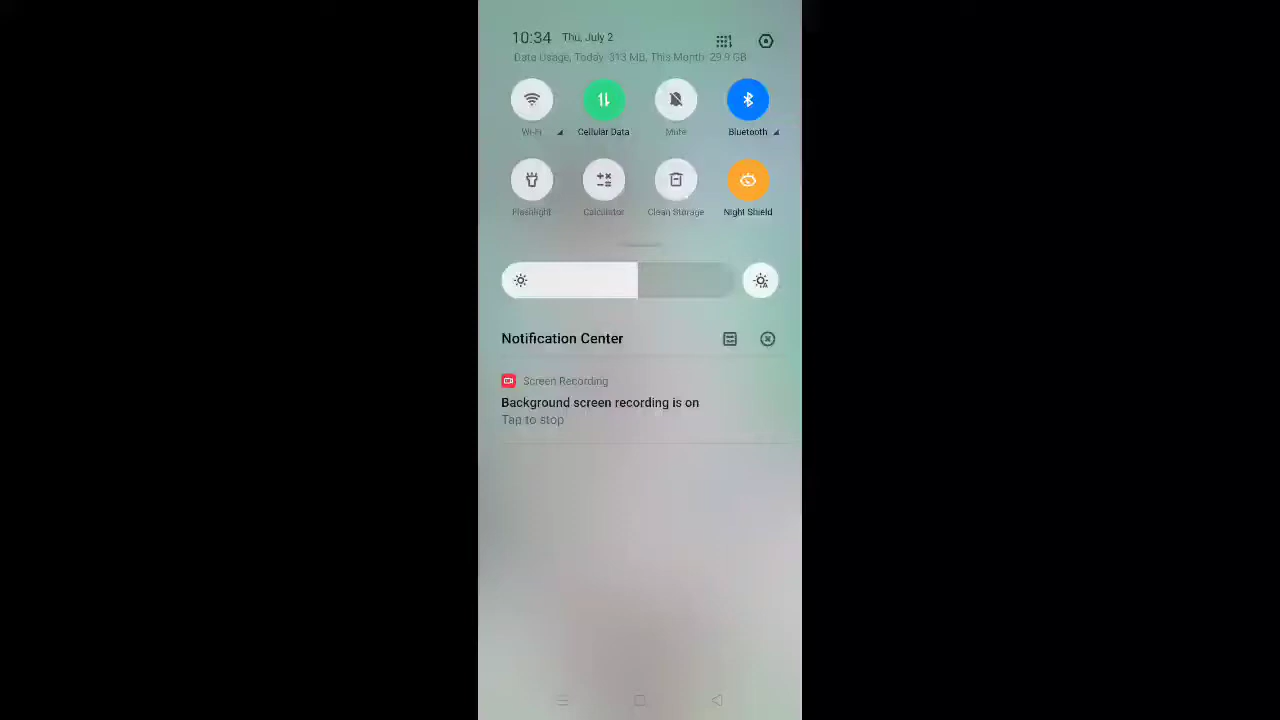 10:34 Thu, July 2
Data Usage, Today: 313 MB, This Month: 29.9 GB
Wi-Fi Cellular Data Mute Bluetooth
Flashlight Calculator Clean Storage Night Shield
Notification Center
Screen Recording
Background screen recording is on
Tap to stop